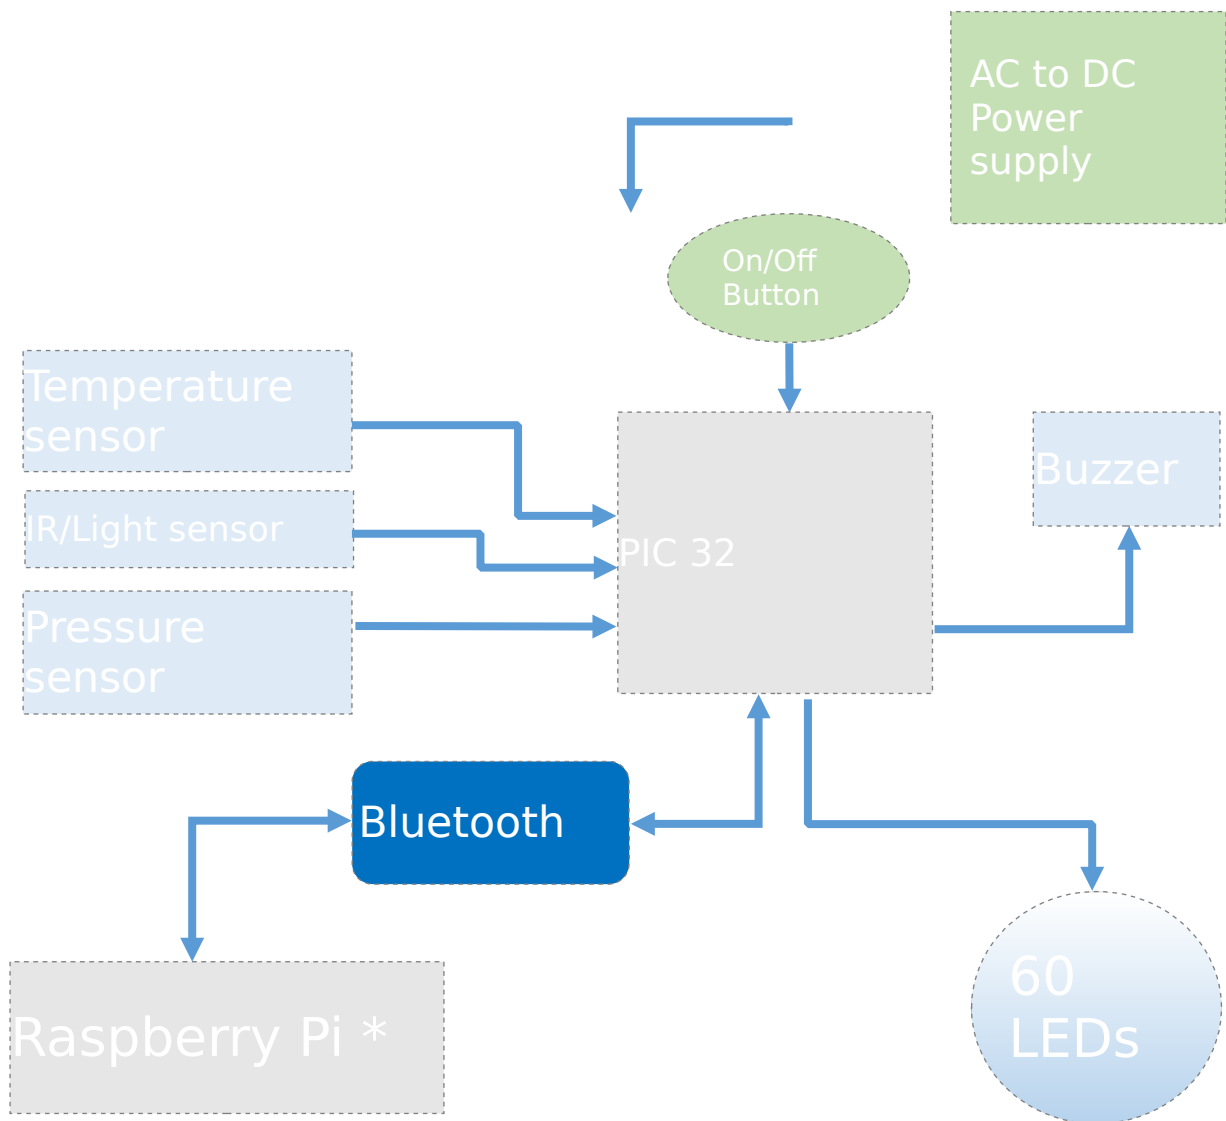 AC to DC
Power
supply
On/Off
Button
Temperature
sensor
IR/Light sensor
Pressure
sensor
PIC 32
Buzzer
Bluetooth
Raspberry Pi *
60
LEDs